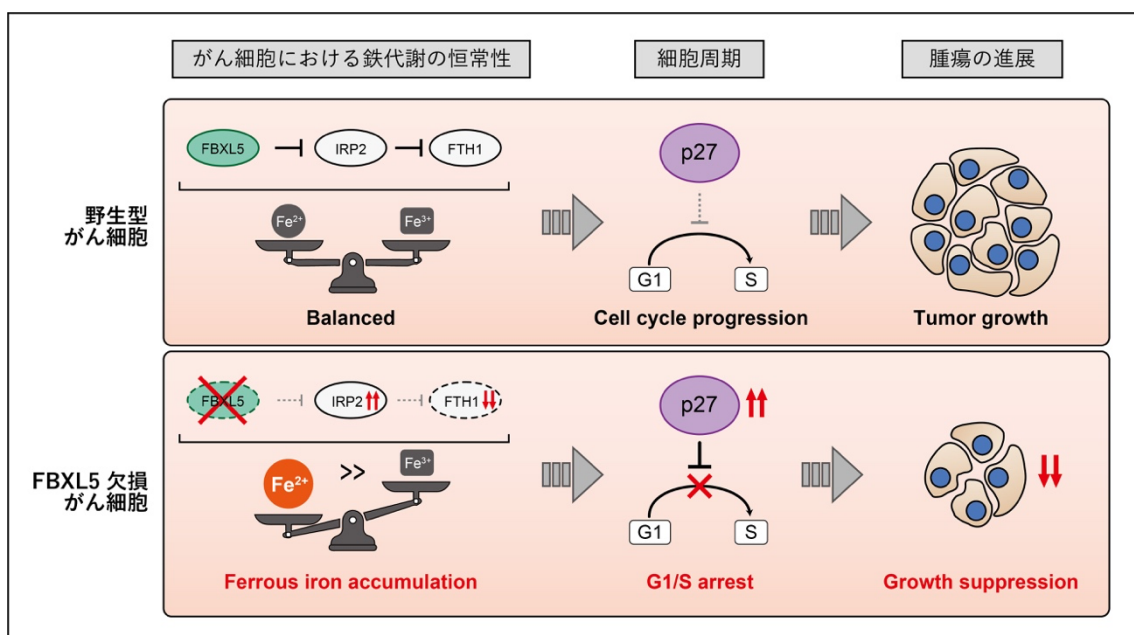 がん細胞における鉄代謝の恒常性
細胞周期
腫瘍の進展
野生型
がん細胞
FBXL5
IRP2
FTH1
Fe²⁺
Fe³⁺
Balanced
p27
G1
S
Cell cycle progression
Tumor growth
FBXL5 欠損
がん細胞
FBXL5
IRP2
FTH1
Fe²⁺
>>
Fe³⁺
Ferrous iron accumulation
p27
G1
S
G1/S arrest
Growth suppression